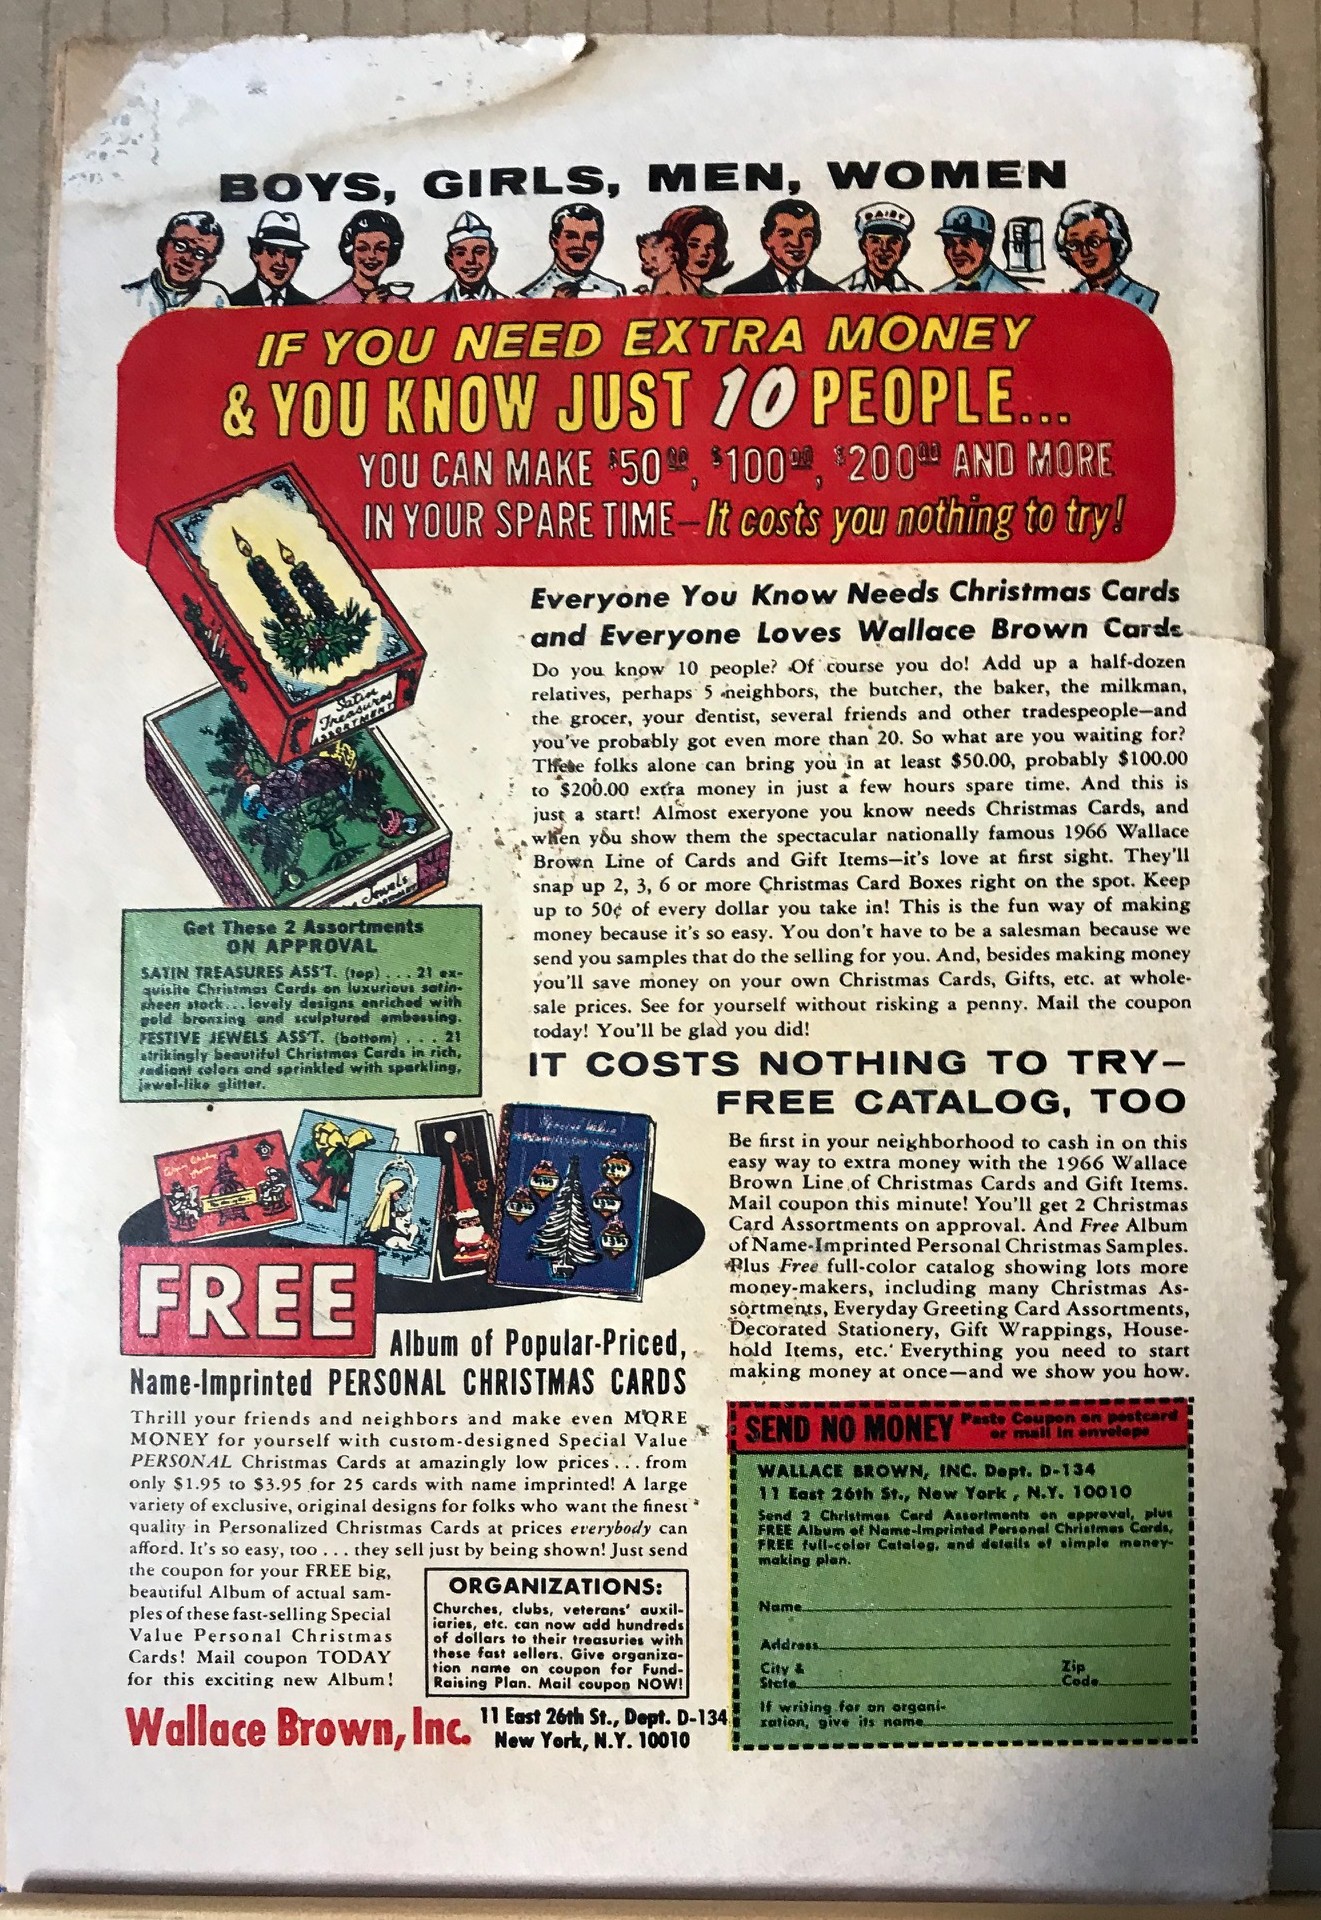 BOYS, GIRLS, MEN, WOMEN
DAIRY
IF YOU NEED EXTRA MONEY
& YOU KNOW JUST 10 PEOPLE...
YOU CAN MAKE $50.00, $100.00, $200.00 AND MORE
IN YOUR SPARE TIME—It costs you nothing to try!
Satin
Treasures
ASSORTMENT
Jewels
Get These 2 Assortments
ON APPROVAL
SATIN TREASURES ASS'T. (top) . . . 21 ex-
quisite Christmas Cards on luxurious satin-
sheen stock...lovely designs enriched with
gold bronzing and sculptured embossing.
FESTIVE JEWELS ASS'T. (bottom) . . . 21
strikingly beautiful Christmas Cards in rich,
radiant colors and sprinkled with sparkling,
jewel-like glitter.
Everyone You Know Needs Christmas Cards
and Everyone Loves Wallace Brown Cards
Do you know 10 people? Of course you do! Add up a half-dozen
relatives, perhaps 5 neighbors, the butcher, the baker, the milkman,
the grocer, your dentist, several friends and other tradespeople—and
you've probably got even more than 20. So what are you waiting for?
These folks alone can bring you in at least $50.00, probably $100.00
to $200.00 extra money in just a few hours spare time. And this is
just a start! Almost exeryone you know needs Christmas Cards, and
when you show them the spectacular nationally famous 1966 Wallace
Brown Line of Cards and Gift Items—it's love at first sight. They'll
snap up 2, 3, 6 or more Christmas Card Boxes right on the spot. Keep
up to 50¢ of every dollar you take in! This is the fun way of making
money because it's so easy. You don't have to be a salesman because we
send you samples that do the selling for you. And, besides making money
you'll save money on your own Christmas Cards, Gifts, etc. at whole-
sale prices. See for yourself without risking a penny. Mail the coupon
today! You'll be glad you did!
IT COSTS NOTHING TO TRY—
FREE CATALOG, TOO
Be first in your neighborhood to cash in on this
easy way to extra money with the 1966 Wallace
Brown Line of Christmas Cards and Gift Items.
Mail coupon this minute! You'll get 2 Christmas
Card Assortments on approval. And Free Album
of Name-Imprinted Personal Christmas Samples.
Plus Free full-color catalog showing lots more
money-makers, including many Christmas As-
sortments, Everyday Greeting Card Assortments,
Decorated Stationery, Gift Wrappings, House-
hold Items, etc. Everything you need to start
making money at once—and we show you how.
Special Value
FREE
Album of Popular-Priced,
Name-Imprinted PERSONAL CHRISTMAS CARDS
Thrill your friends and neighbors and make even MORE
MONEY for yourself with custom-designed Special Value
PERSONAL Christmas Cards at amazingly low prices . . . from
only $1.95 to $3.95 for 25 cards with name imprinted! A large
variety of exclusive, original designs for folks who want the finest
quality in Personalized Christmas Cards at prices everybody can
afford. It's so easy, too . . . they sell just by being shown! Just send
the coupon for your FREE big,
beautiful Album of actual sam-
ples of these fast-selling Special
Value Personal Christmas
Cards! Mail coupon TODAY
for this exciting new Album!
ORGANIZATIONS:
Churches, clubs, veterans' auxil-
iaries, etc. can now add hundreds
of dollars to their treasuries with
these fast sellers. Give organiza-
tion name on coupon for Fund-
Raising Plan. Mail coupon NOW!
Wallace Brown, Inc.
11 East 26th St., Dept. D-134
New York, N.Y. 10010
SEND NO MONEY Paste Coupon on postcard
or mail in envelope
WALLACE BROWN, INC. Dept. D-134
11 East 26th St., New York, N.Y. 10010
Send 2 Christmas Card Assortments on approval, plus
FREE Album of Name-Imprinted Personal Christmas Cards,
FREE full-color Catalog, and details of simple money-
making plan.
Name
Address
City &
State
Zip
Code
If writing for an organi-
zation, give its name